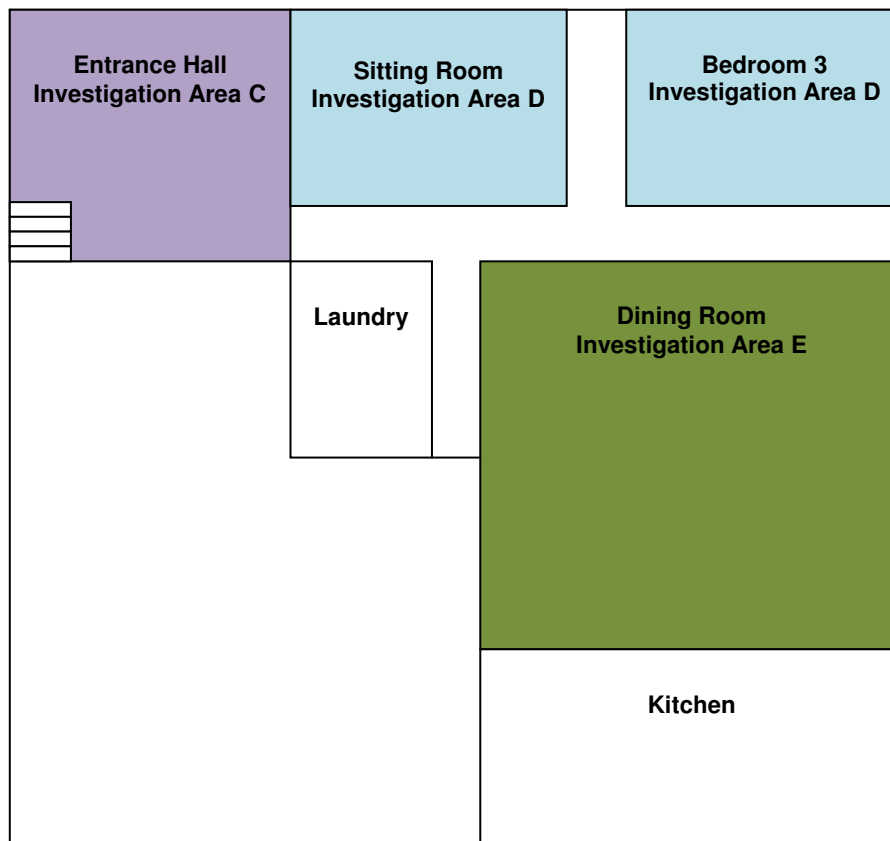 Entrance Hall
Investigation Area C
Sitting Room
Investigation Area D
Bedroom 3
Investigation Area D
Laundry
Dining Room
Investigation Area E
Kitchen